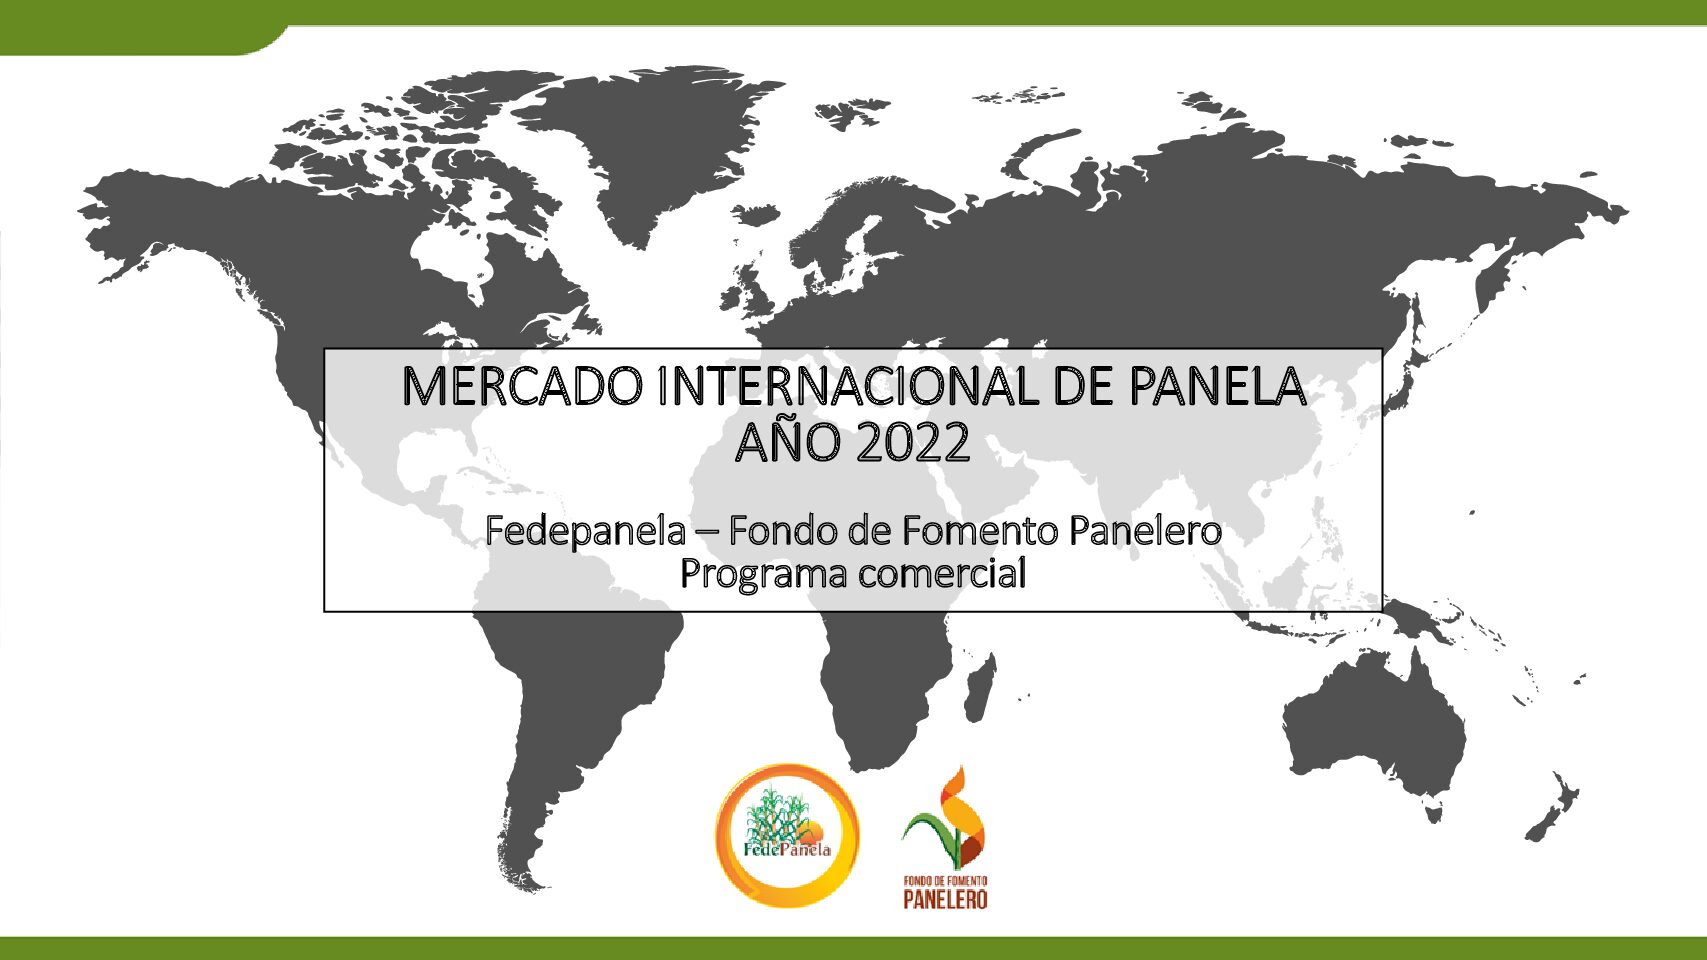 MERCADO INTERNACIONAL DE PANELA
AÑO 2022
Fedepanela – Fondo de Fomento Panelero
Programa comercial
FedePanela
FONDO DE FOMENTO
PANELERO